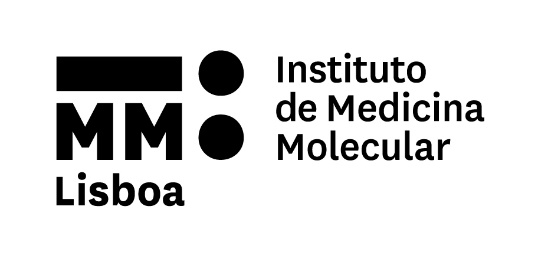 MM
Lisboa
Instituto
de Medicina
Molecular